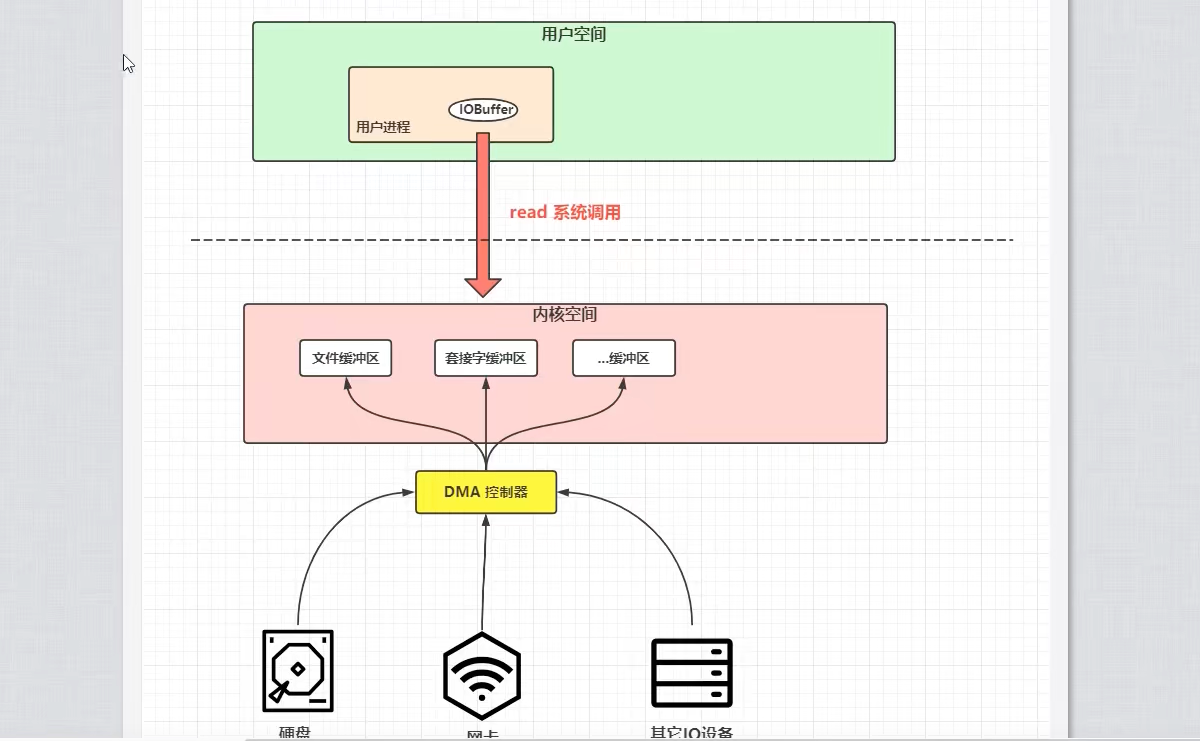 用户空间
IOBuffer
用户进程
read 系统调用
内核空间
文件缓冲区
套接字缓冲区
...缓冲区
DMA 控制器
硬盘
网卡
其它IO设备